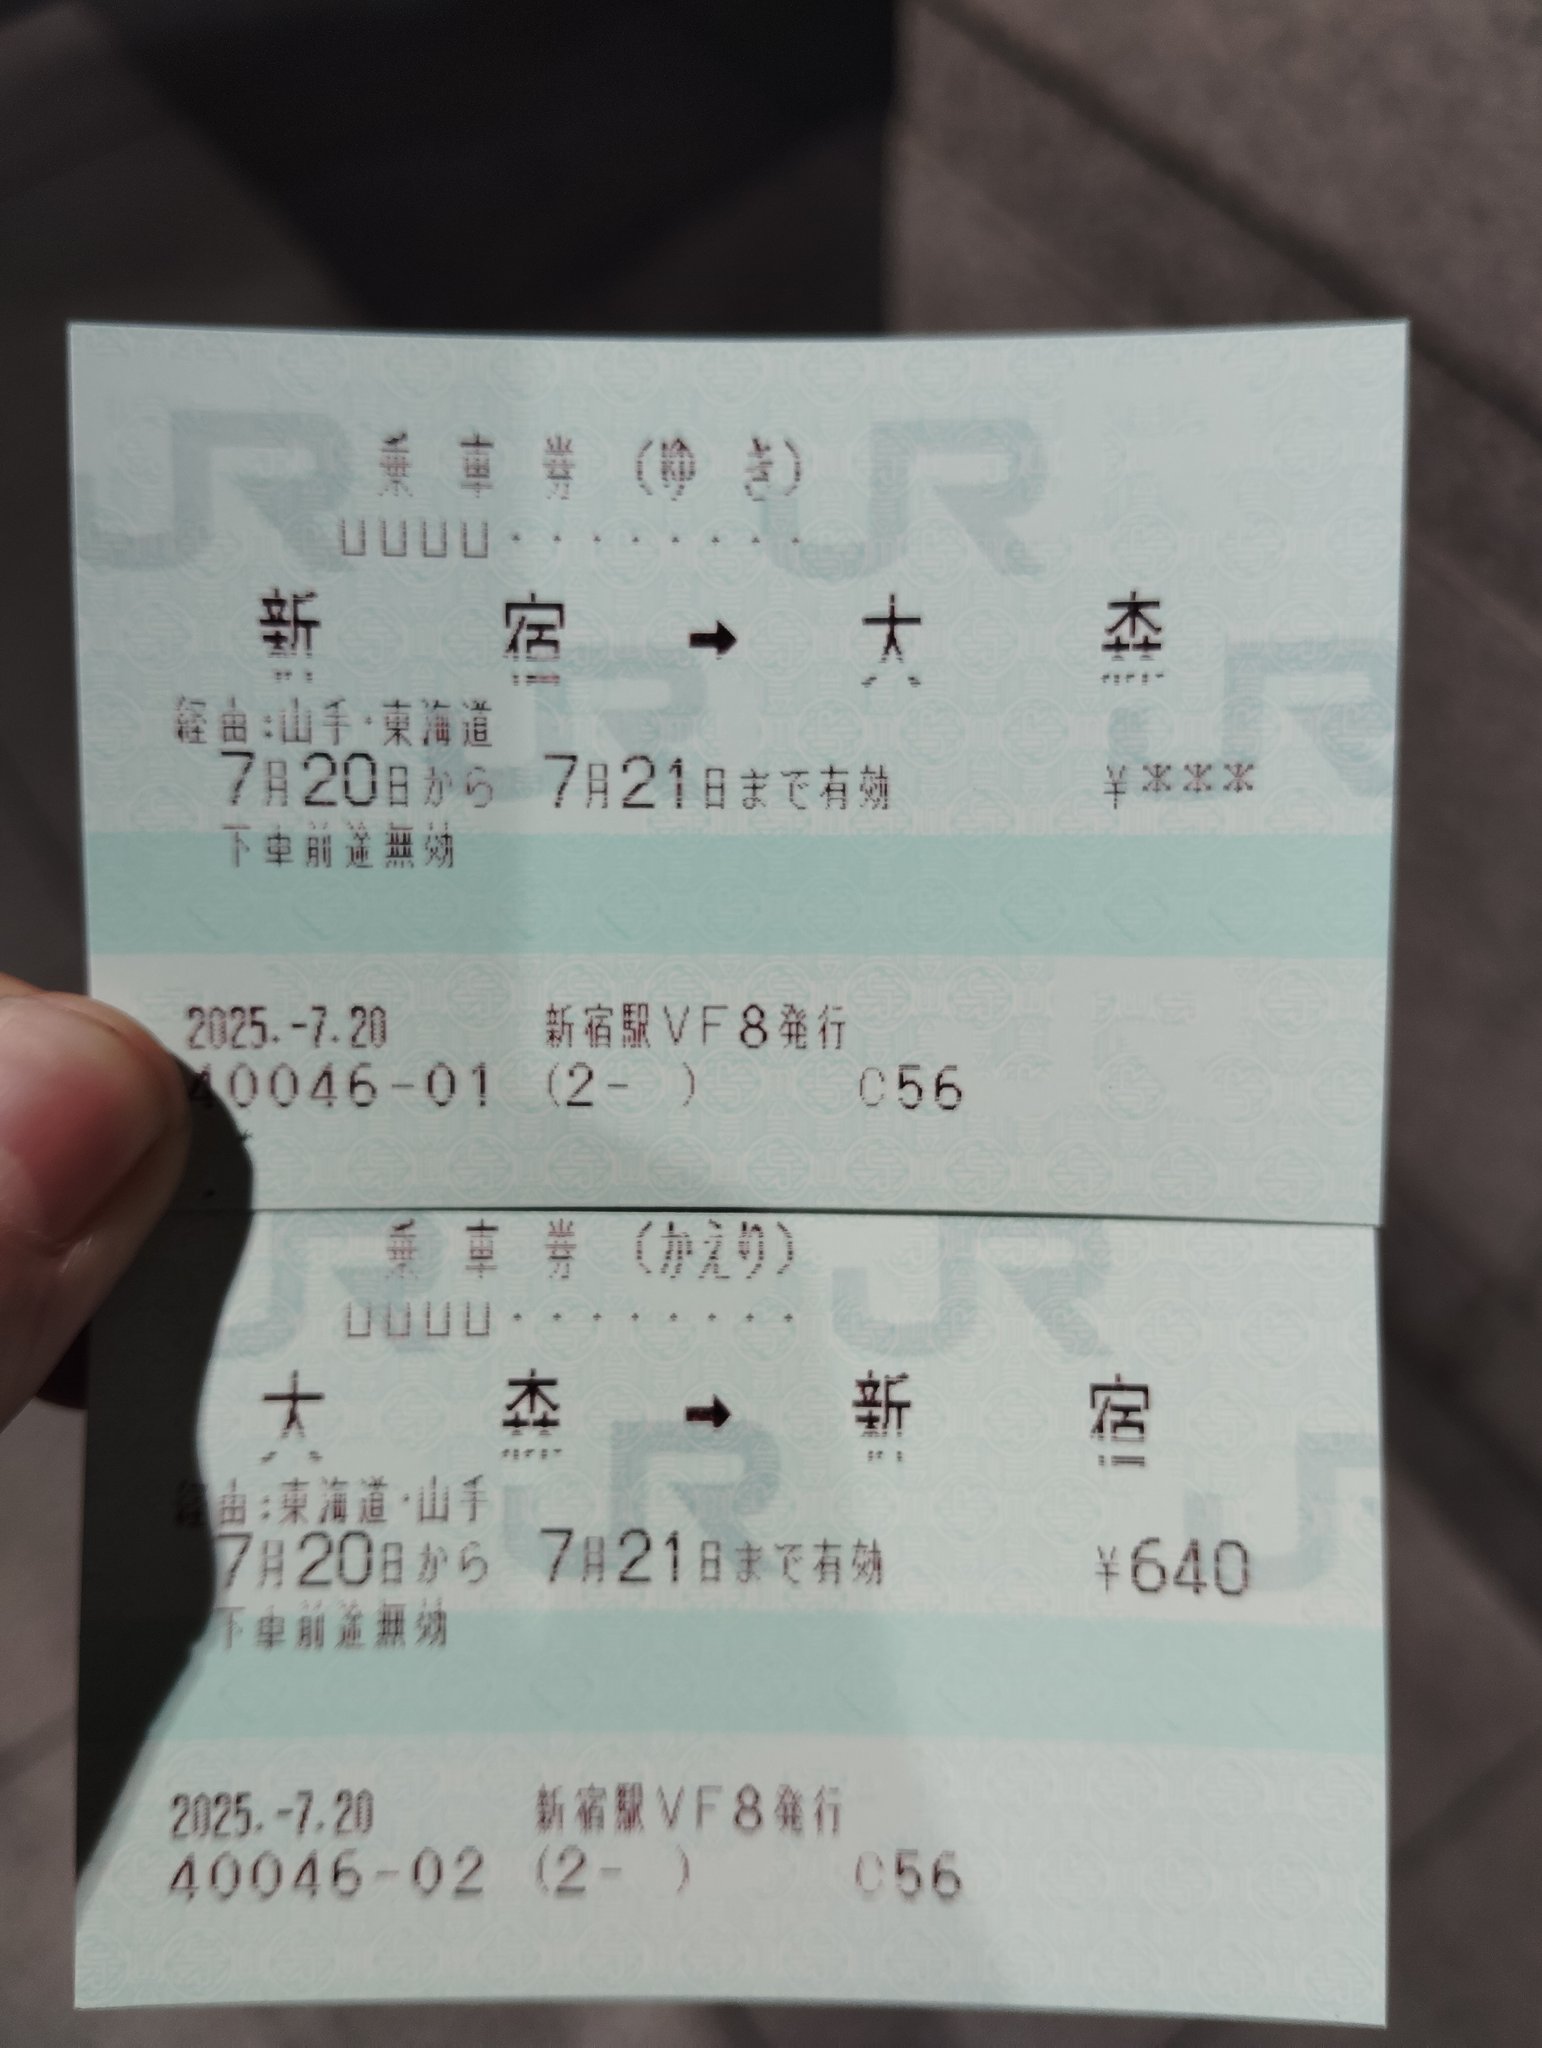 乗車券(ゆき)
UUUU・・・・・・・・
新宿➡大森
経由:山手・東海道
7月20日から 7月21日まで有効 ¥***
下車前途無効
2025.-7.20 新宿駅VF8発行
40046-01 (2- ) C56
乗車券(かえり)
UUUU・・・・・・・・
大森➡新宿
経由:東海道・山手
7月20日から 7月21日まで有効 ¥640
下車前途無効
2025.-7.20 新宿駅VF8発行
40046-02 (2- ) C56